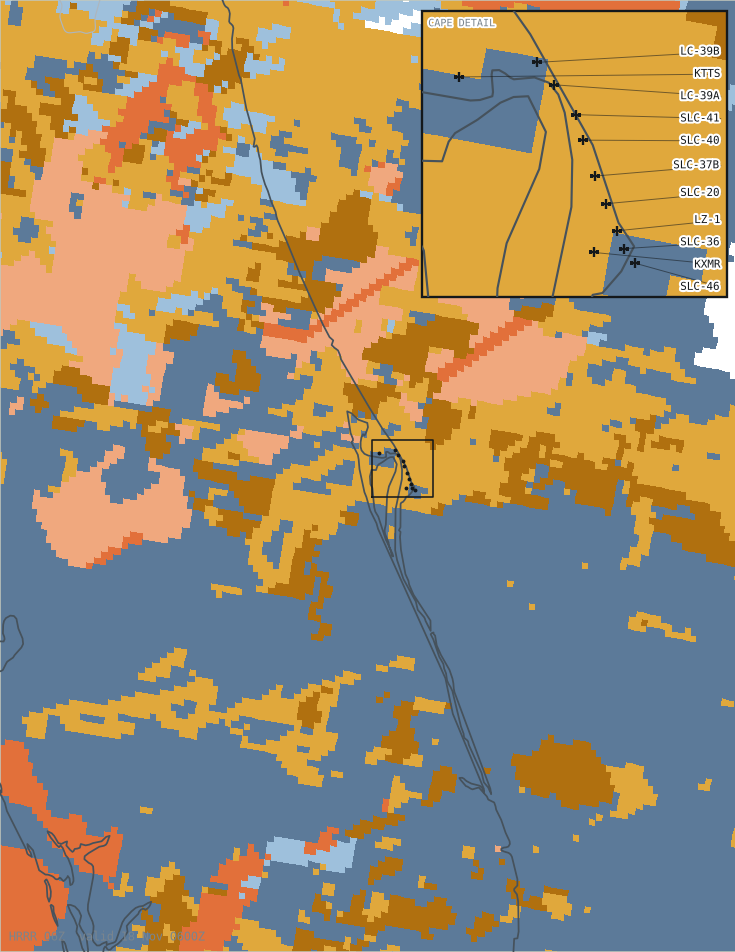 CAPE DETAIL
LC-39B
KTTS
LC-39A
SLC-41
SLC-40
SLC-37B
SLC-20
LZ-1
SLC-36
KXMR
SLC-46